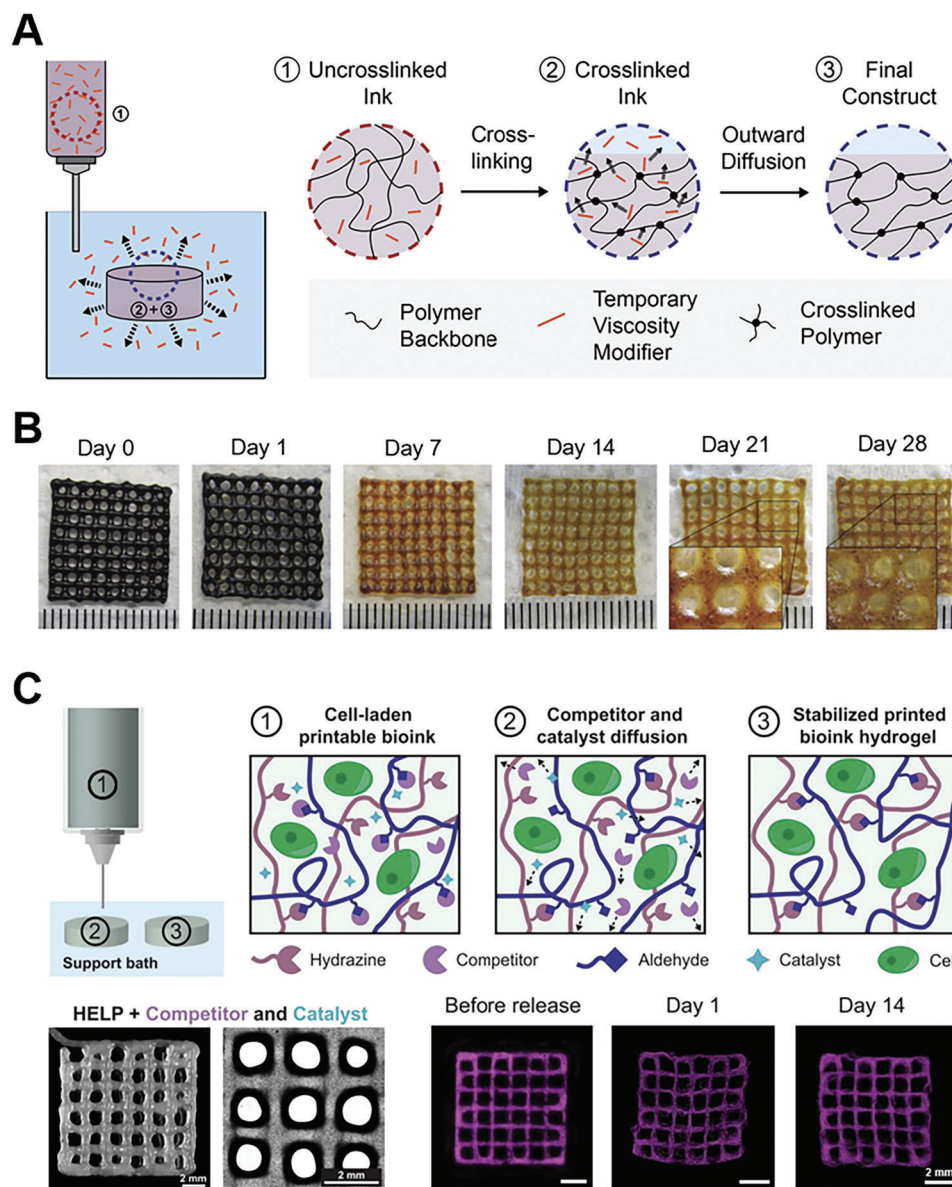 A
①
② + ③
① Uncrosslinked
Ink
Cross-
linking
② Crosslinked
Ink
Outward
Diffusion
③ Final
Construct
Polymer
Backbone
Temporary
Viscosity
Modifier
Crosslinked
Polymer
B
Day 0
Day 1
Day 7
Day 14
Day 21
Day 28
C
①
②
③
Support bath
① Cell-laden
printable bioink
② Competitor and
catalyst diffusion
③ Stabilized printed
bioink hydrogel
Hydrazine
Competitor
Aldehyde
Catalyst
HELP + Competitor and Catalyst
2 mm
2 mm
Before release
Day 1
Day 14
2 mm